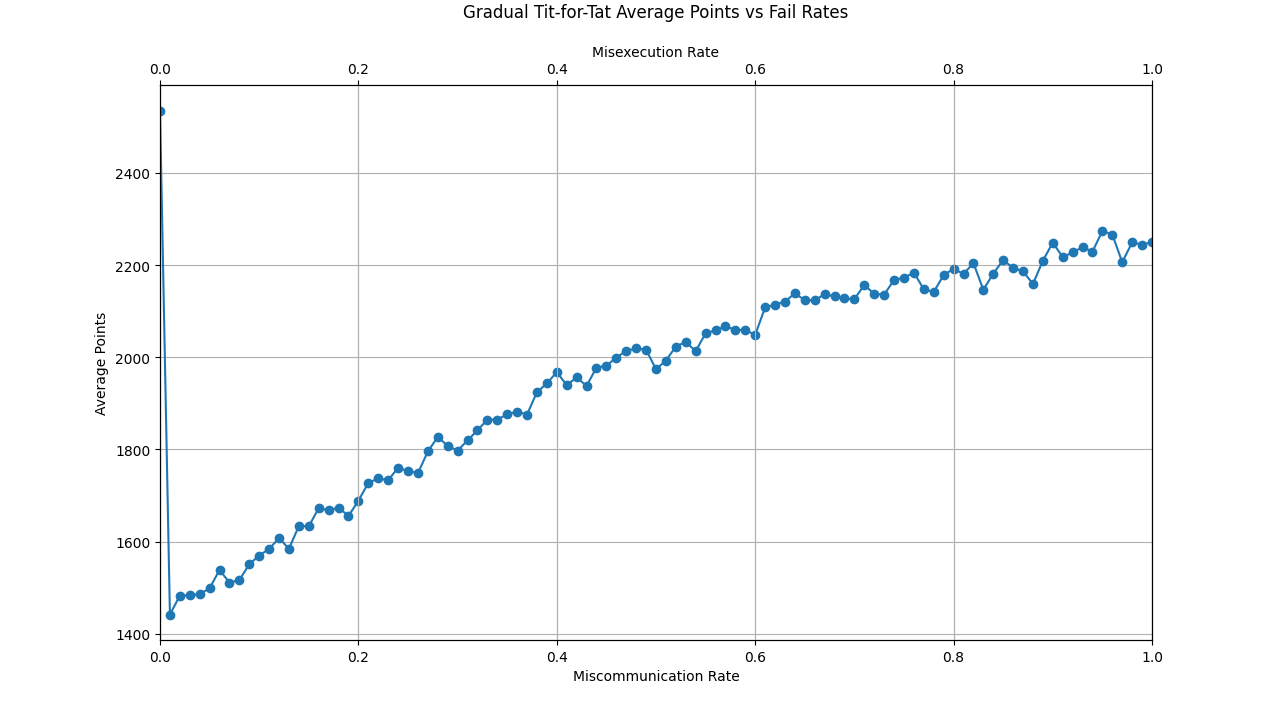 Gradual Tit-for-Tat Average Points vs Fail Rates
Misexecution Rate
0.0 0.2 0.4 0.6 0.8 1.0
2400
2200
2000
1800
1600
1400
Average Points
0.0 0.2 0.4 0.6 0.8 1.0
Miscommunication Rate